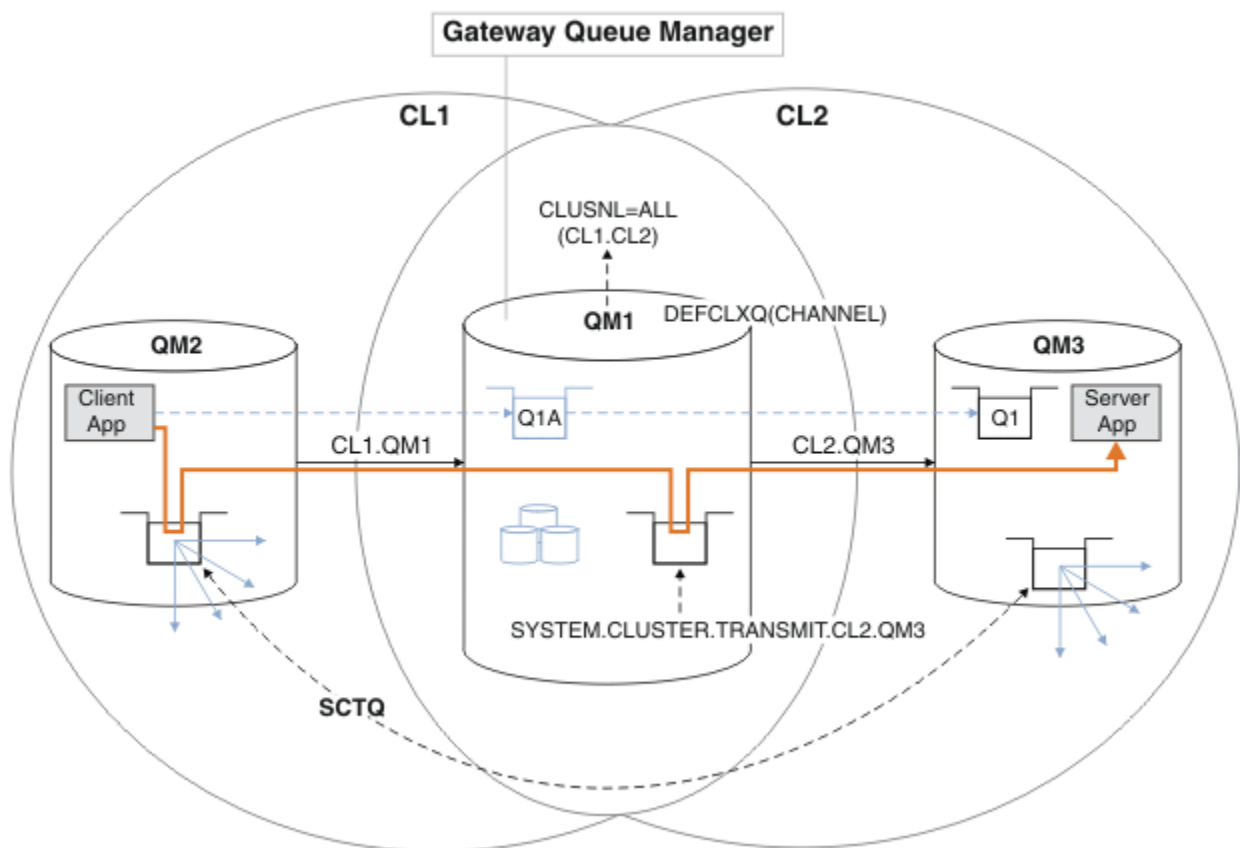 Gateway Queue Manager
CL1
CL2
CLUSNL=ALL
(CL1.CL2)
QM1
DEFCLXQ(CHANNEL)
QM2
QM3
Client
App
Q1A
Q1
Server
App
CL1.QM1
CL2.QM3
SYSTEM.CLUSTER.TRANSMIT.CL2.QM3
SCTQ